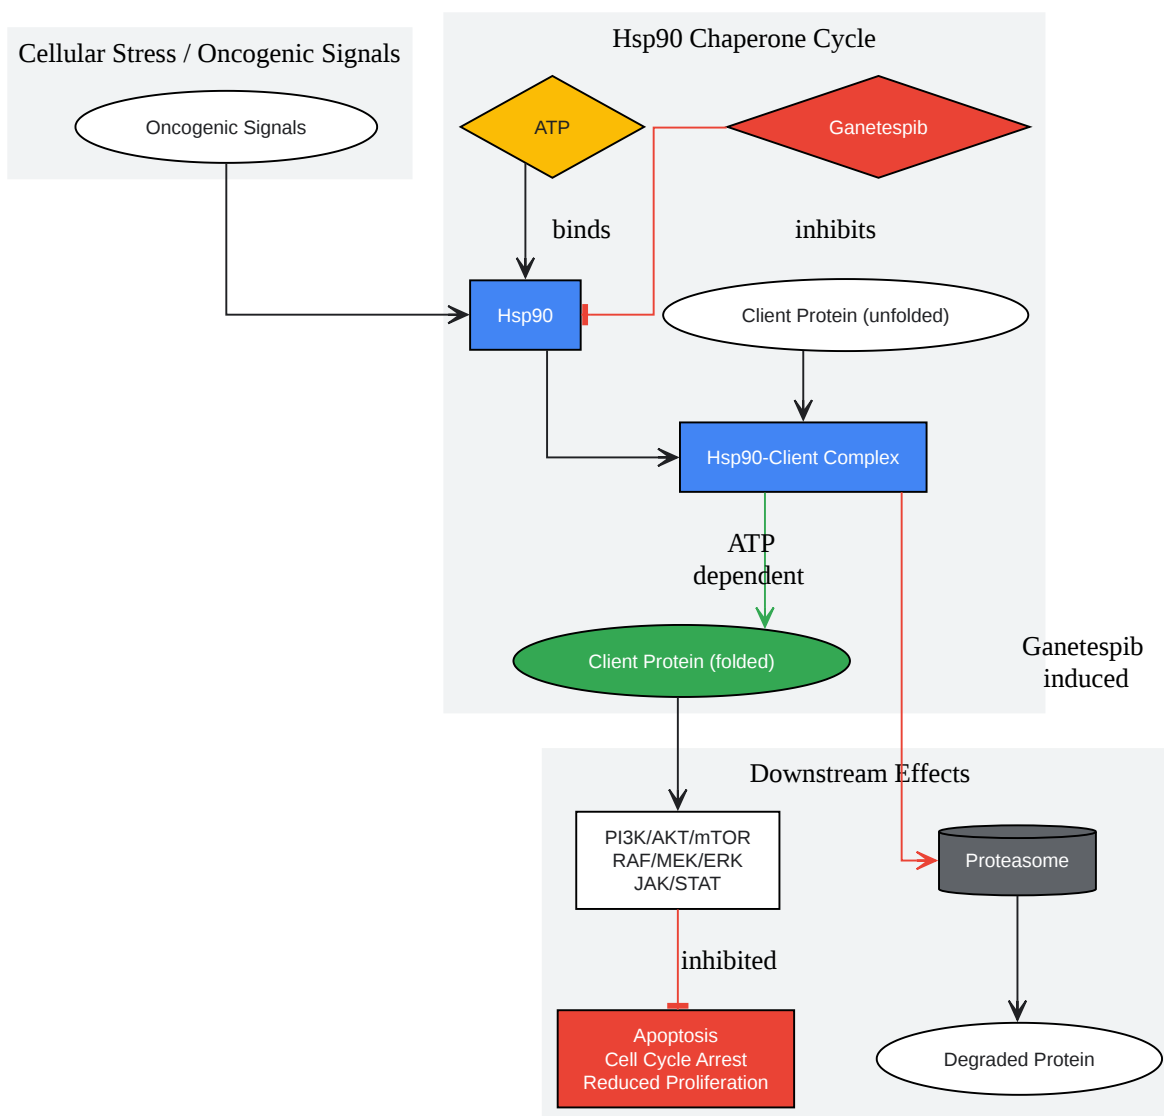 Cellular Stress / Oncogenic Signals
Oncogenic Signals
Hsp90 Chaperone Cycle
ATP
Ganetespib
binds
inhibits
Hsp90
Client Protein (unfolded)
Hsp90-Client Complex
ATP
dependent
Client Protein (folded)
Ganetespib
induced
Downstream Effects
PI3K/AKT/mTOR
RAF/MEK/ERK
JAK/STAT
Proteasome
inhibited
Apoptosis
Cell Cycle Arrest
Reduced Proliferation
Degraded Protein